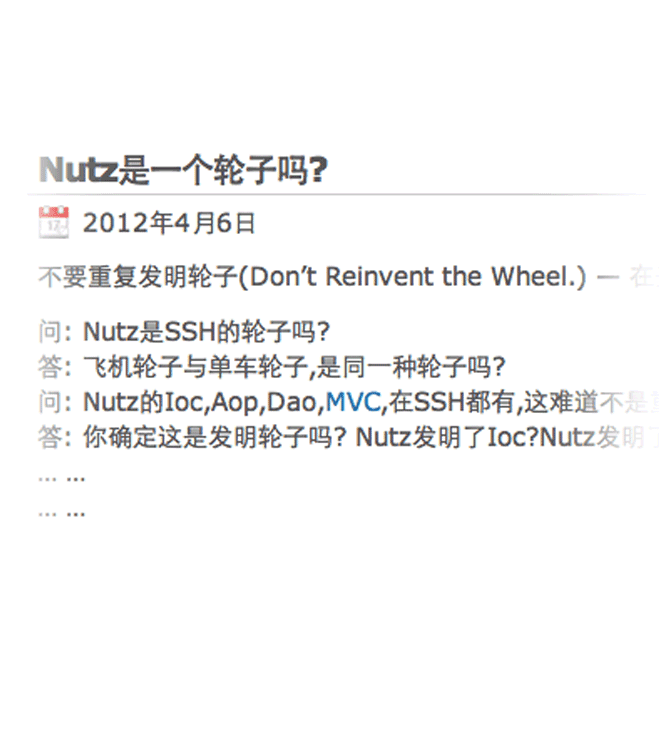 Nutz是一个轮子吗?
2012年4月6日
不要重复发明轮子(Don’t Reinvent the Wheel.) — 在
问: Nutz是SSH的轮子吗?
答: 飞机轮子与单车轮子,是同一种轮子吗?
问: Nutz的Ioc,Aop,Dao,MVC,在SSH都有,这难道不是
答: 你确定这是发明轮子吗? Nutz发明了Ioc?Nutz发明
... ...
... ...